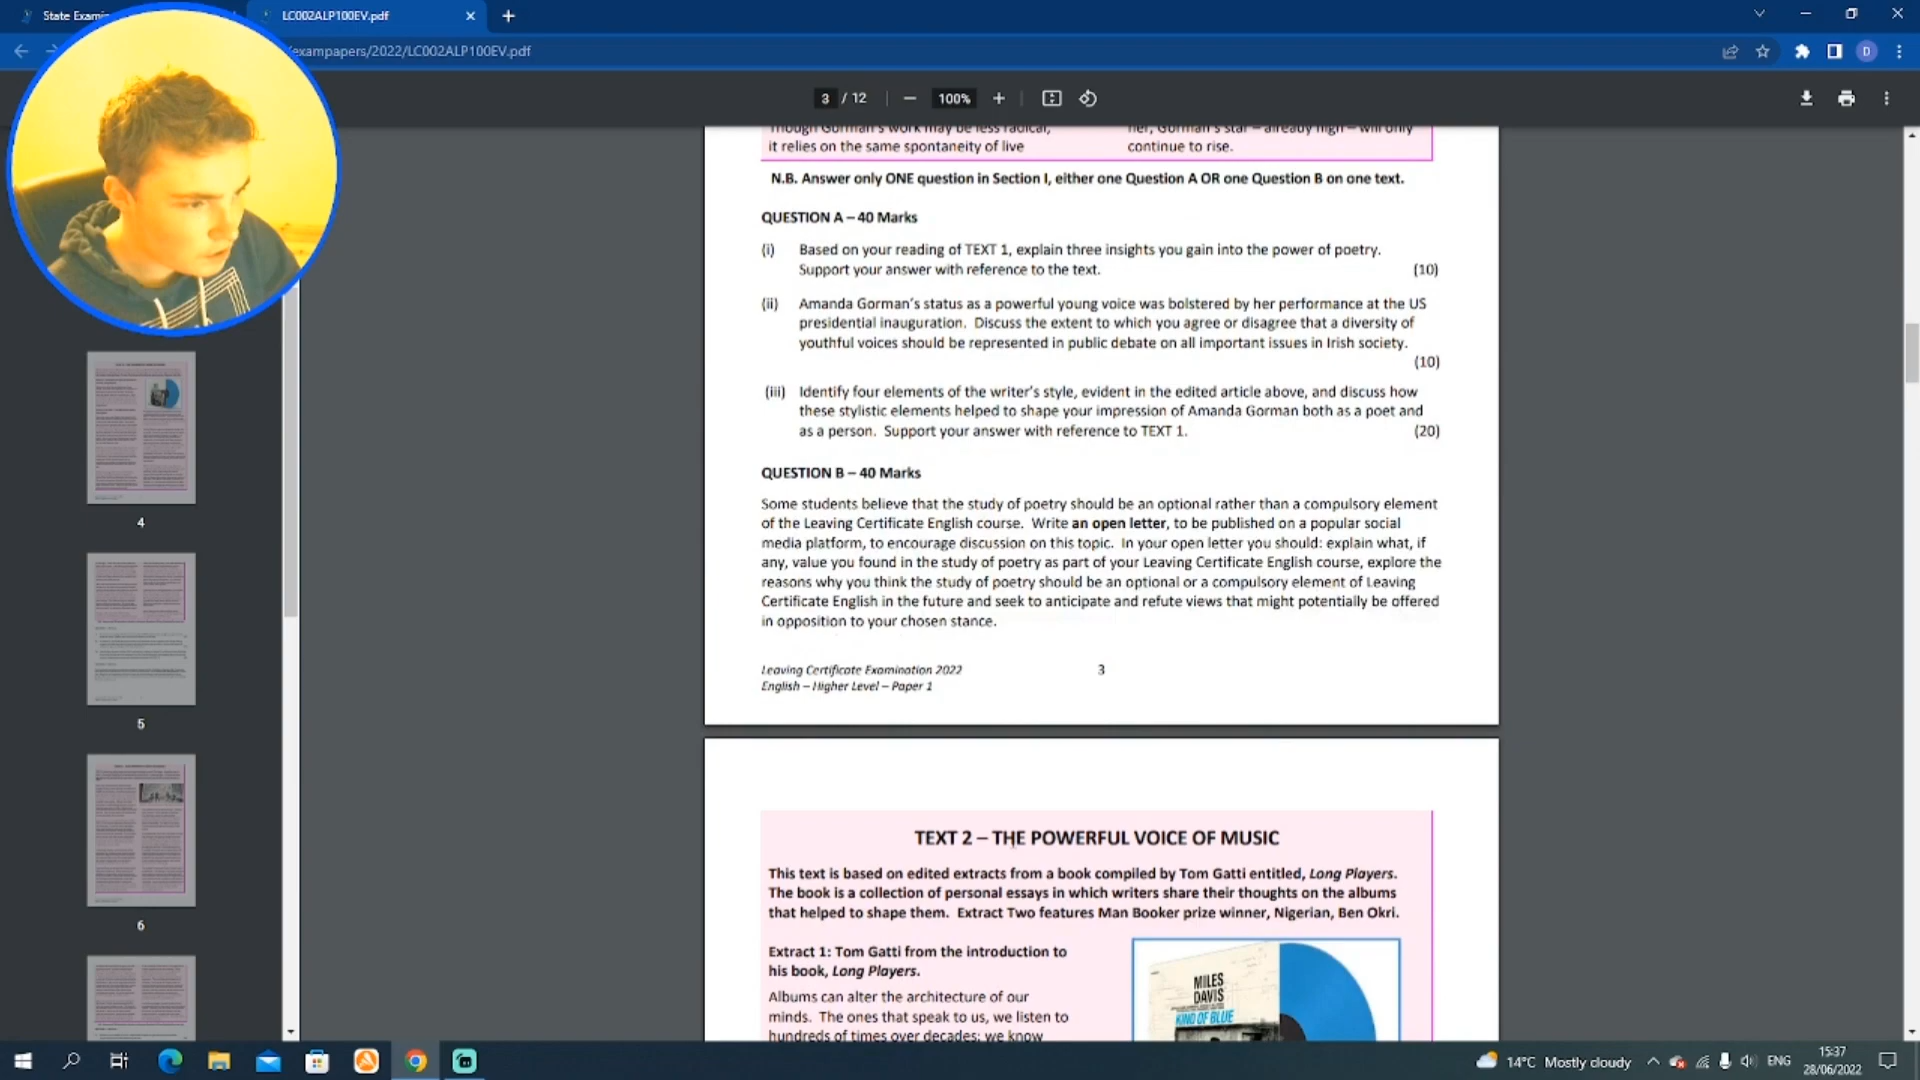 State Examin
LC002ALP100EV.pdf
/exampapers/2022/LC002ALP100EV.pdf
D
3 / 12
100%
Though Gorman's work may be less radical,
it relies on the same spontaneity of live
her, Gorman's star – already high – will only
continue to rise.
N.B. Answer only ONE question in Section I, either one Question A OR one Question B on one text.
QUESTION A – 40 Marks
(i) Based on your reading of TEXT 1, explain three insights you gain into the power of poetry.
Support your answer with reference to the text. (10)
(ii) Amanda Gorman's status as a powerful young voice was bolstered by her performance at the US
presidential inauguration. Discuss the extent to which you agree or disagree that a diversity of
youthful voices should be represented in public debate on all important issues in Irish society.
(10)
(iii) Identify four elements of the writer's style, evident in the edited article above, and discuss how
these stylistic elements helped to shape your impression of Amanda Gorman both as a poet and
as a person. Support your answer with reference to TEXT 1. (20)
QUESTION B – 40 Marks
Some students believe that the study of poetry should be an optional rather than a compulsory element
of the Leaving Certificate English course. Write an open letter, to be published on a popular social
media platform, to encourage discussion on this topic. In your open letter you should: explain what, if
any, value you found in the study of poetry as part of your Leaving Certificate English course, explore the
reasons why you think the study of poetry should be an optional or a compulsory element of Leaving
Certificate English in the future and seek to anticipate and refute views that might potentially be offered
in opposition to your chosen stance.
Leaving Certificate Examination 2022
3
English – Higher Level – Paper 1
TEXT 2 – THE POWERFUL VOICE OF MUSIC
This text is based on edited extracts from a book compiled by Tom Gatti entitled, Long Players.
The book is a collection of personal essays in which writers share their thoughts on the albums
that helped to shape them. Extract Two features Man Booker prize winner, Nigerian, Ben Okri.
Extract 1: Tom Gatti from the introduction to
his book, Long Players.
Albums can alter the architecture of our
minds. The ones that speak to us, we listen to
hundreds of times over decades: we know
MILES
DAVIS
KIND OF BLUE
4
5
6
14°C Mostly cloudy
ENG
15:37
28/06/2022